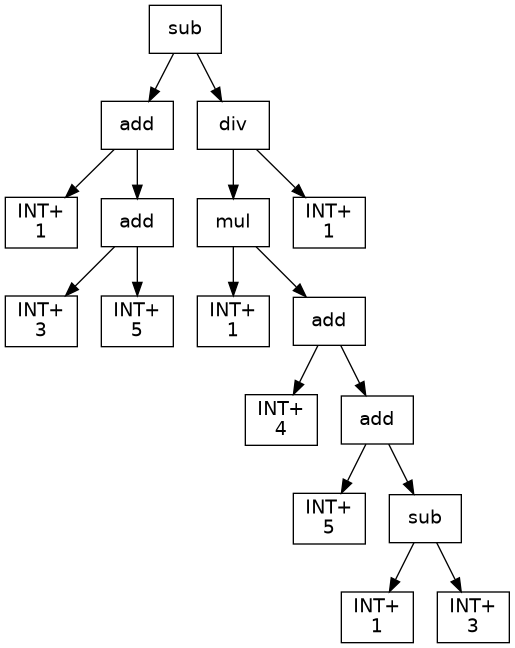 sub
add
div
INT+
1
add
mul
INT+
1
INT+
3
INT+
5
INT+
1
add
INT+
4
add
INT+
5
sub
INT+
1
INT+
3